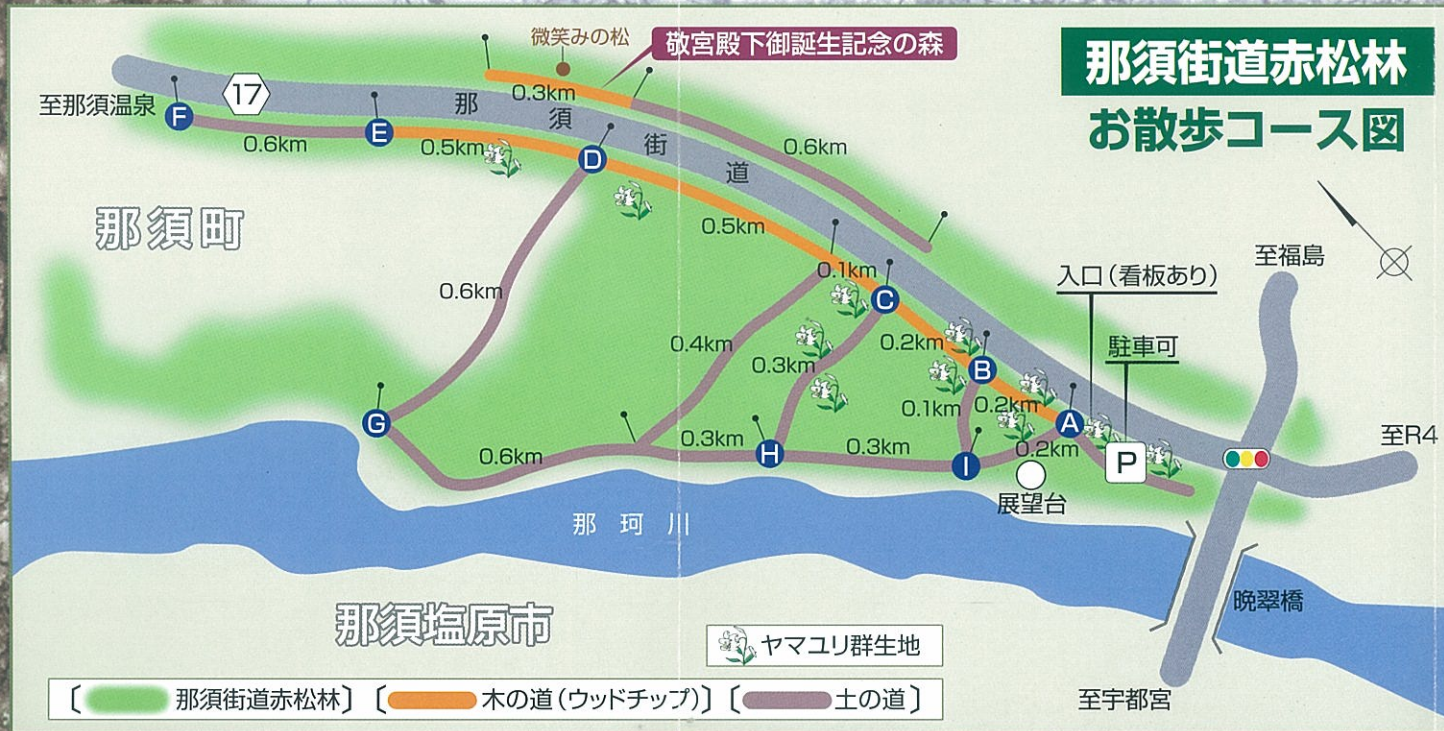 那須街道赤松林
お散歩コース図
微笑みの松
敬宮殿下御誕生記念の森
0.3km
至那須温泉
17
那須街道
F
0.6km
E
0.5km
D
0.6km
那須町
0.5km
0.6km
0.1km
C
入口(看板あり)
至福島
駐車可
0.4km
0.3km
0.2km
B
0.1km
0.2km
A
G
0.6km
0.3km
H
0.3km
I
0.2km
P
至R4
展望台
那珂川
晩翠橋
那須塩原市
ヤマユリ群生地
至宇都宮
〔 那須街道赤松林〕〔 木の道(ウッドチップ)〕〔 土の道〕